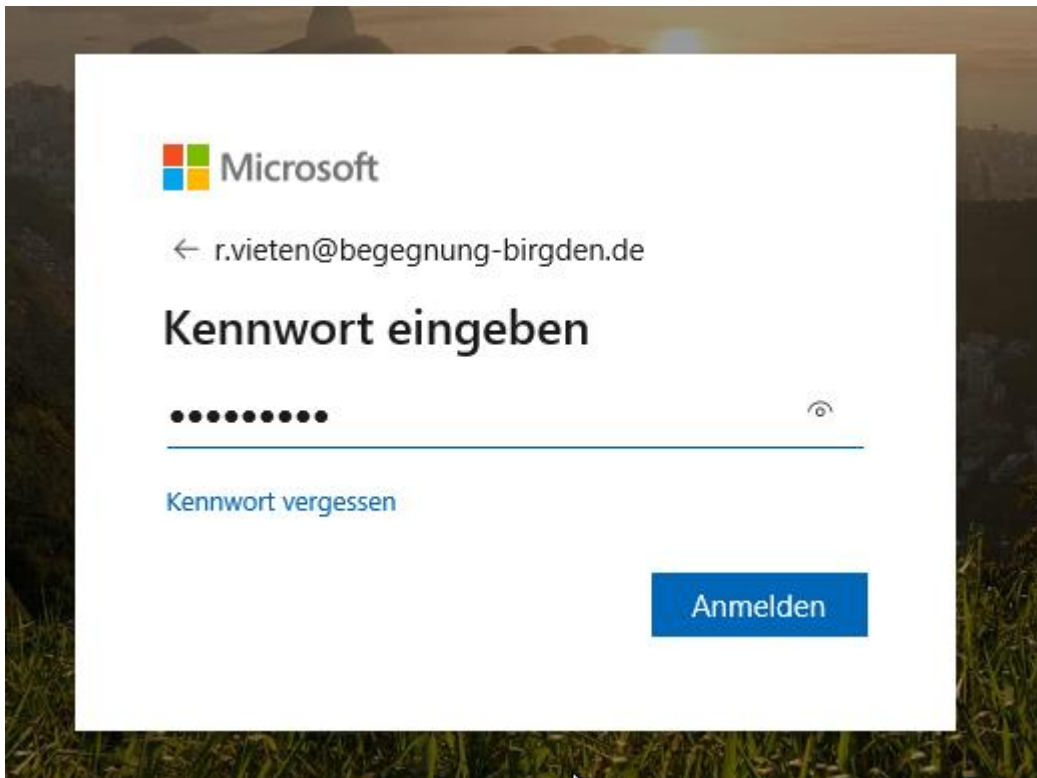 Microsoft
← r.vieten@begegnung-birgden.de
Kennwort eingeben
•••••••••
Kennwort vergessen
Anmelden